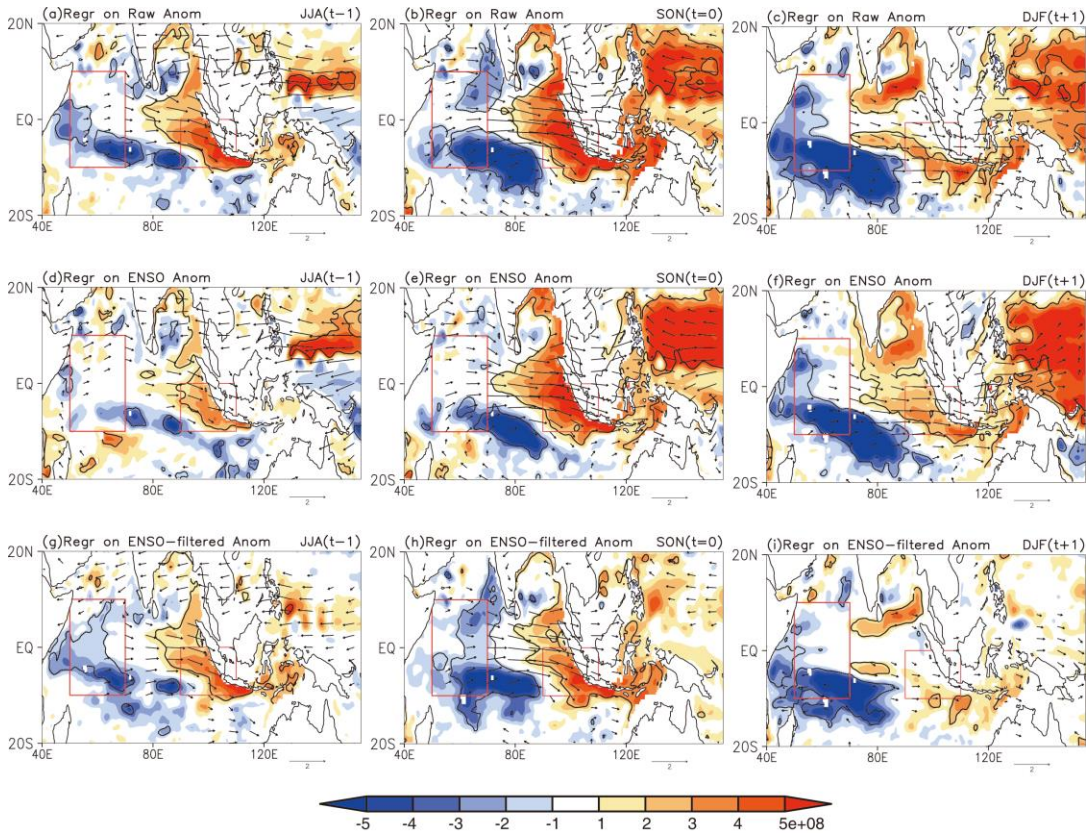 (a)Regr on Raw Anom JJA(t−1)
(b)Regr on Raw Anom SON(t=0)
(c)Regr on Raw Anom DJF(t+1)
20N
10N
EQ
20S
40E 80E 120E
2
40E 80E 120E
2
40E 80E 120E
2
(d)Regr on ENSO Anom JJA(t−1)
(e)Regr on ENSO Anom SON(t=0)
(f)Regr on ENSO Anom DJF(t+1)
20N
EQ
20S
40E 80E 120E
2
20N
EQ
20S
40E 80E 120E
2
20N
EQ
20S
40E 80E 120E
2
(g)Regr on ENSO−filtered Anom JJA(t−1)
(h)Regr on ENSO−filtered Anom SON(t=0)
(i)Regr on ENSO−filtered Anom DJF(t+1)
20N
EQ
20S
40E 80E 120E
2
20N
EQ
20S
40E 80E 120E
2
20N
EQ
20S
40E 80E 120E
2
-5 -4 -3 -2 -1 1 2 3 4 5e+08